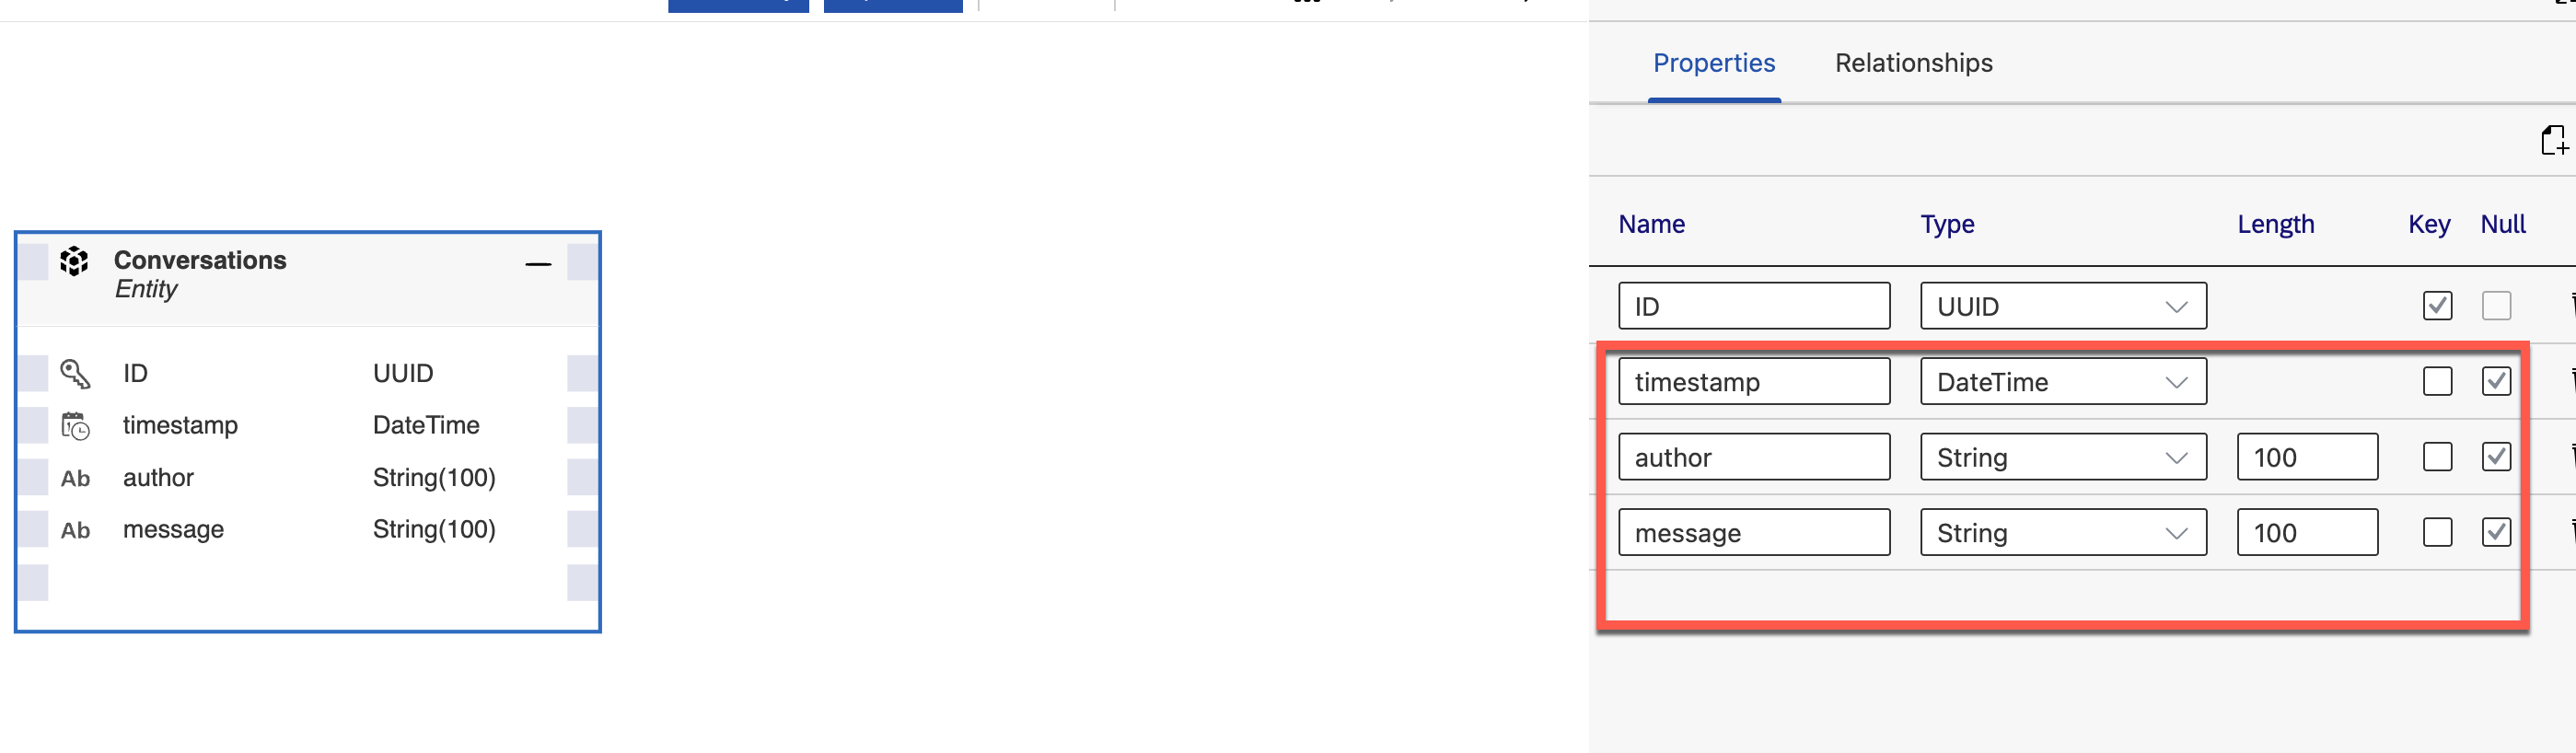 Properties Relationships
Name Type Length Key Null
ID UUID
timestamp DateTime
author String 100
message String 100
Conversations
Entity
ID UUID
timestamp DateTime
Ab author String(100)
Ab message String(100)